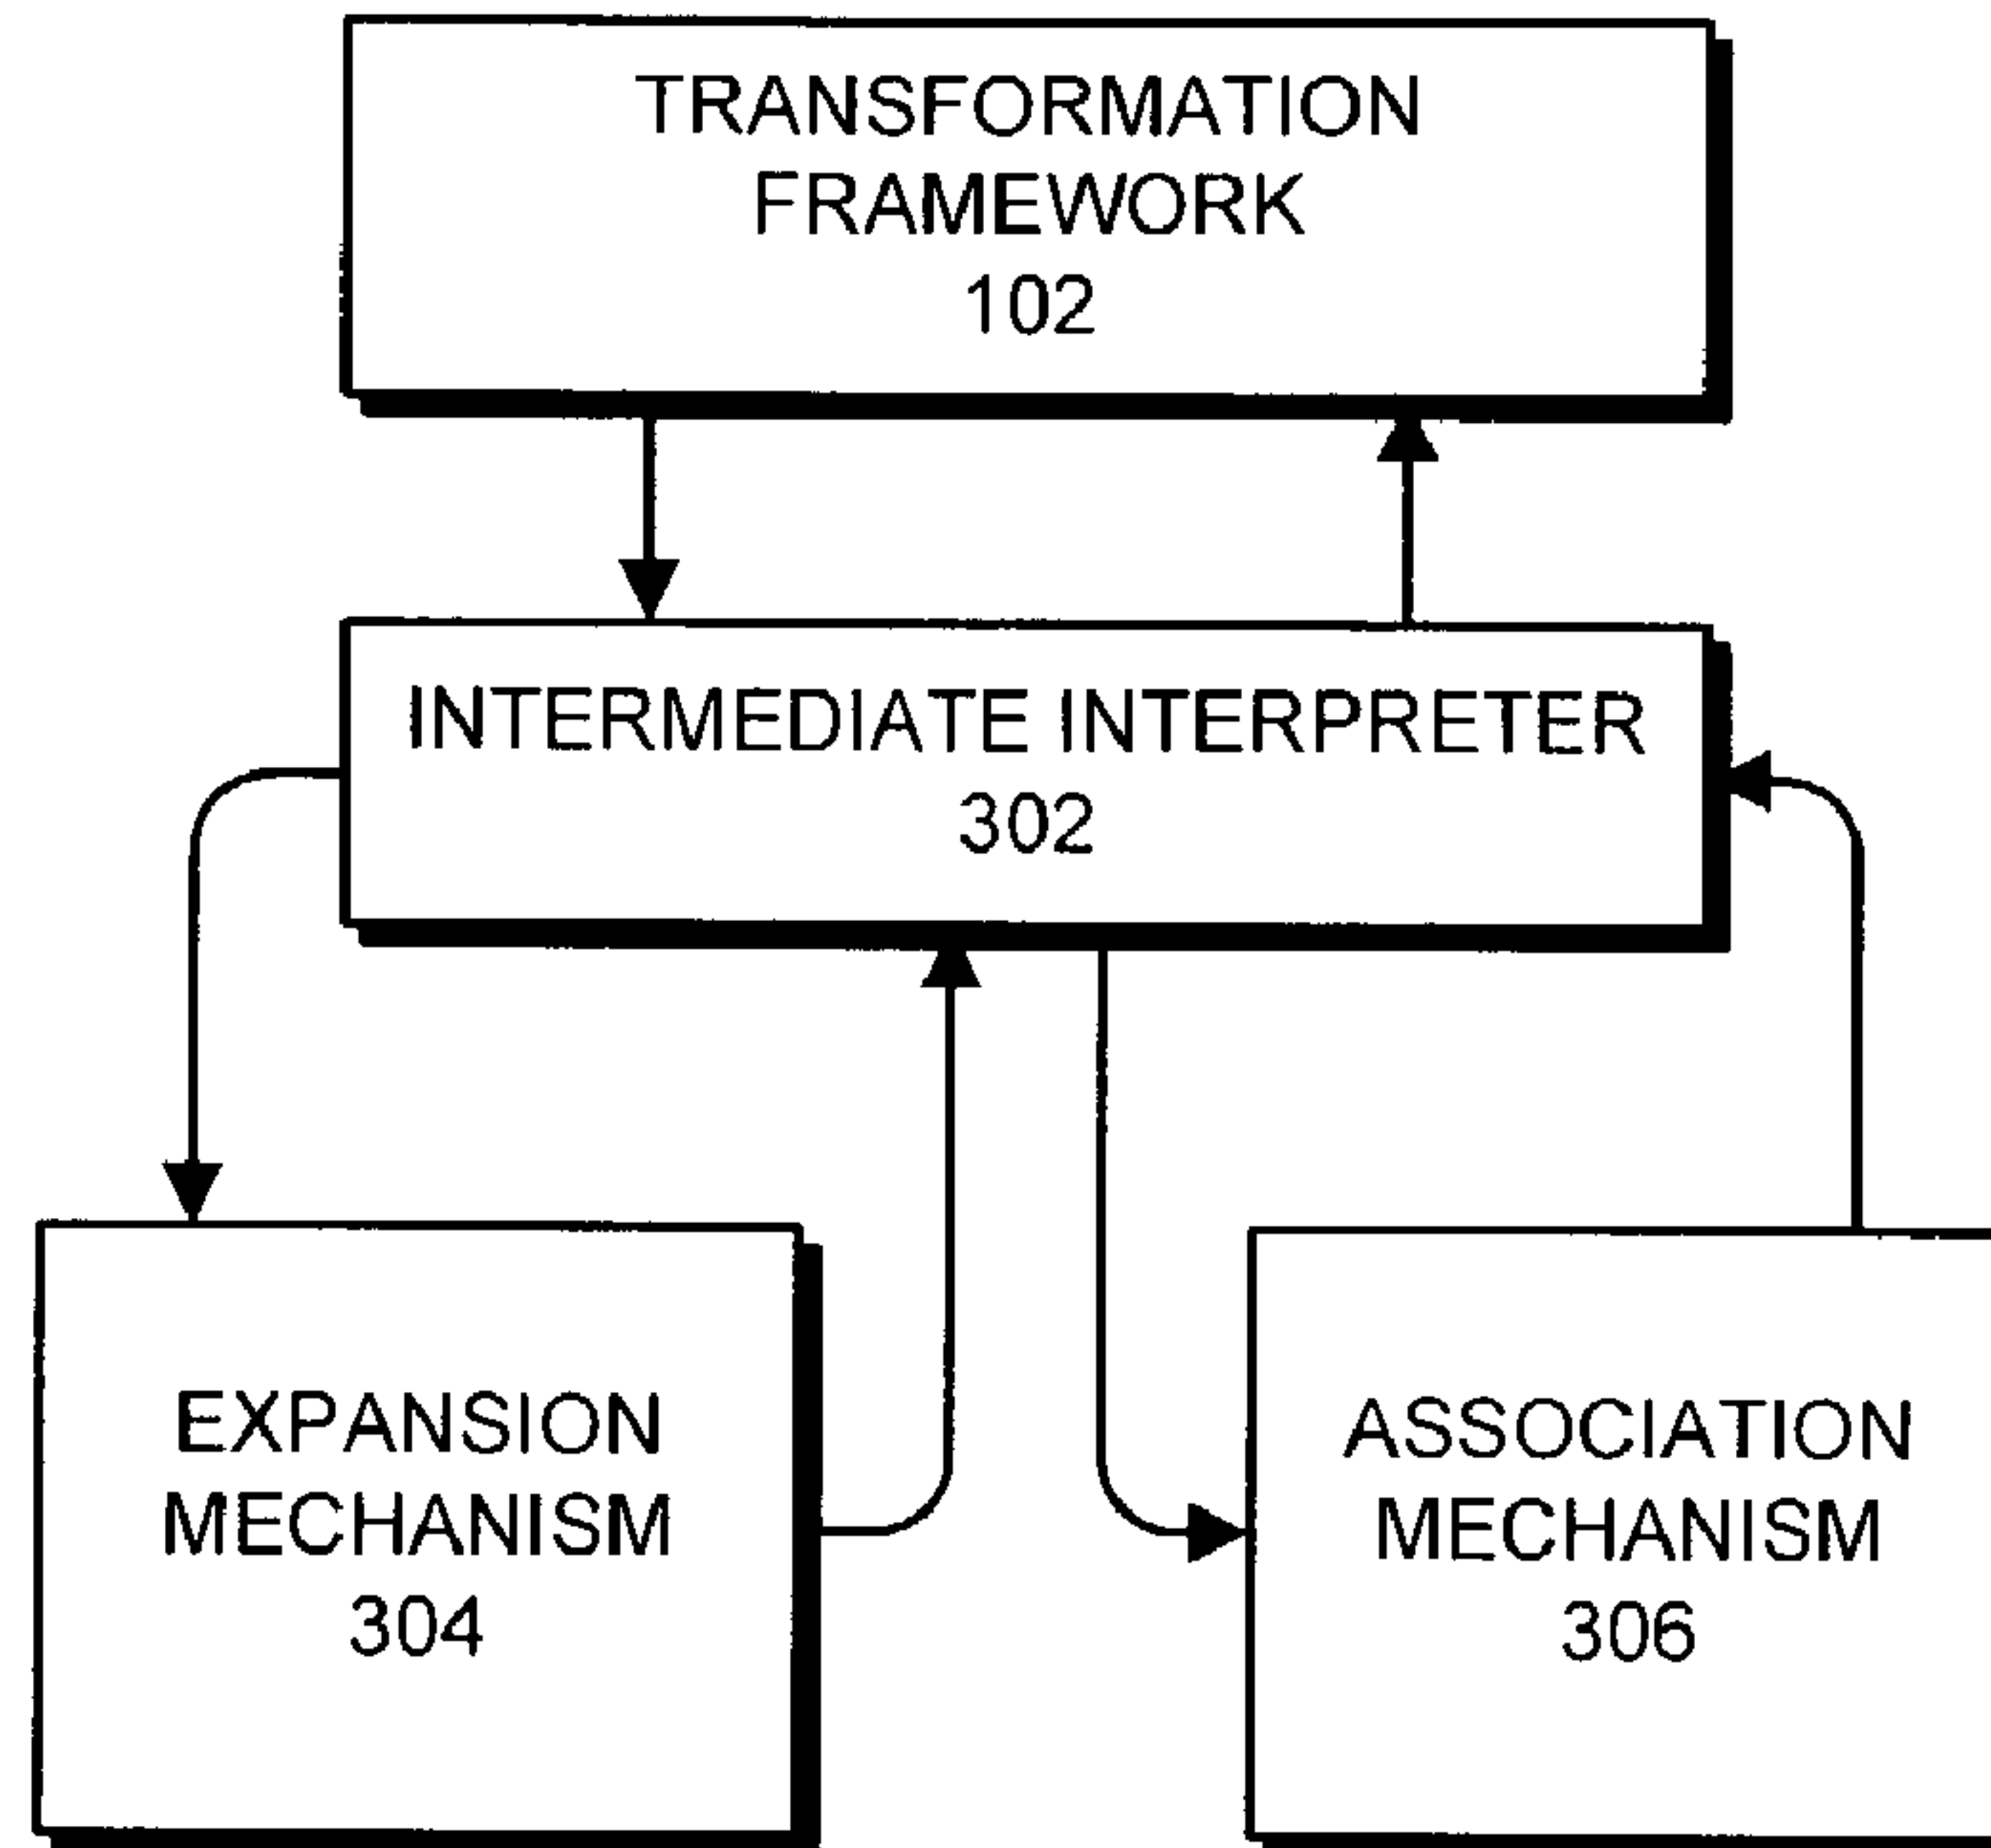 TRANSFORMATION
FRAMEWORK
102
INTERMEDIATE INTERPRETER
302
EXPANSION
MECHANISM
304
ASSOCIATION
MECHANISM
306